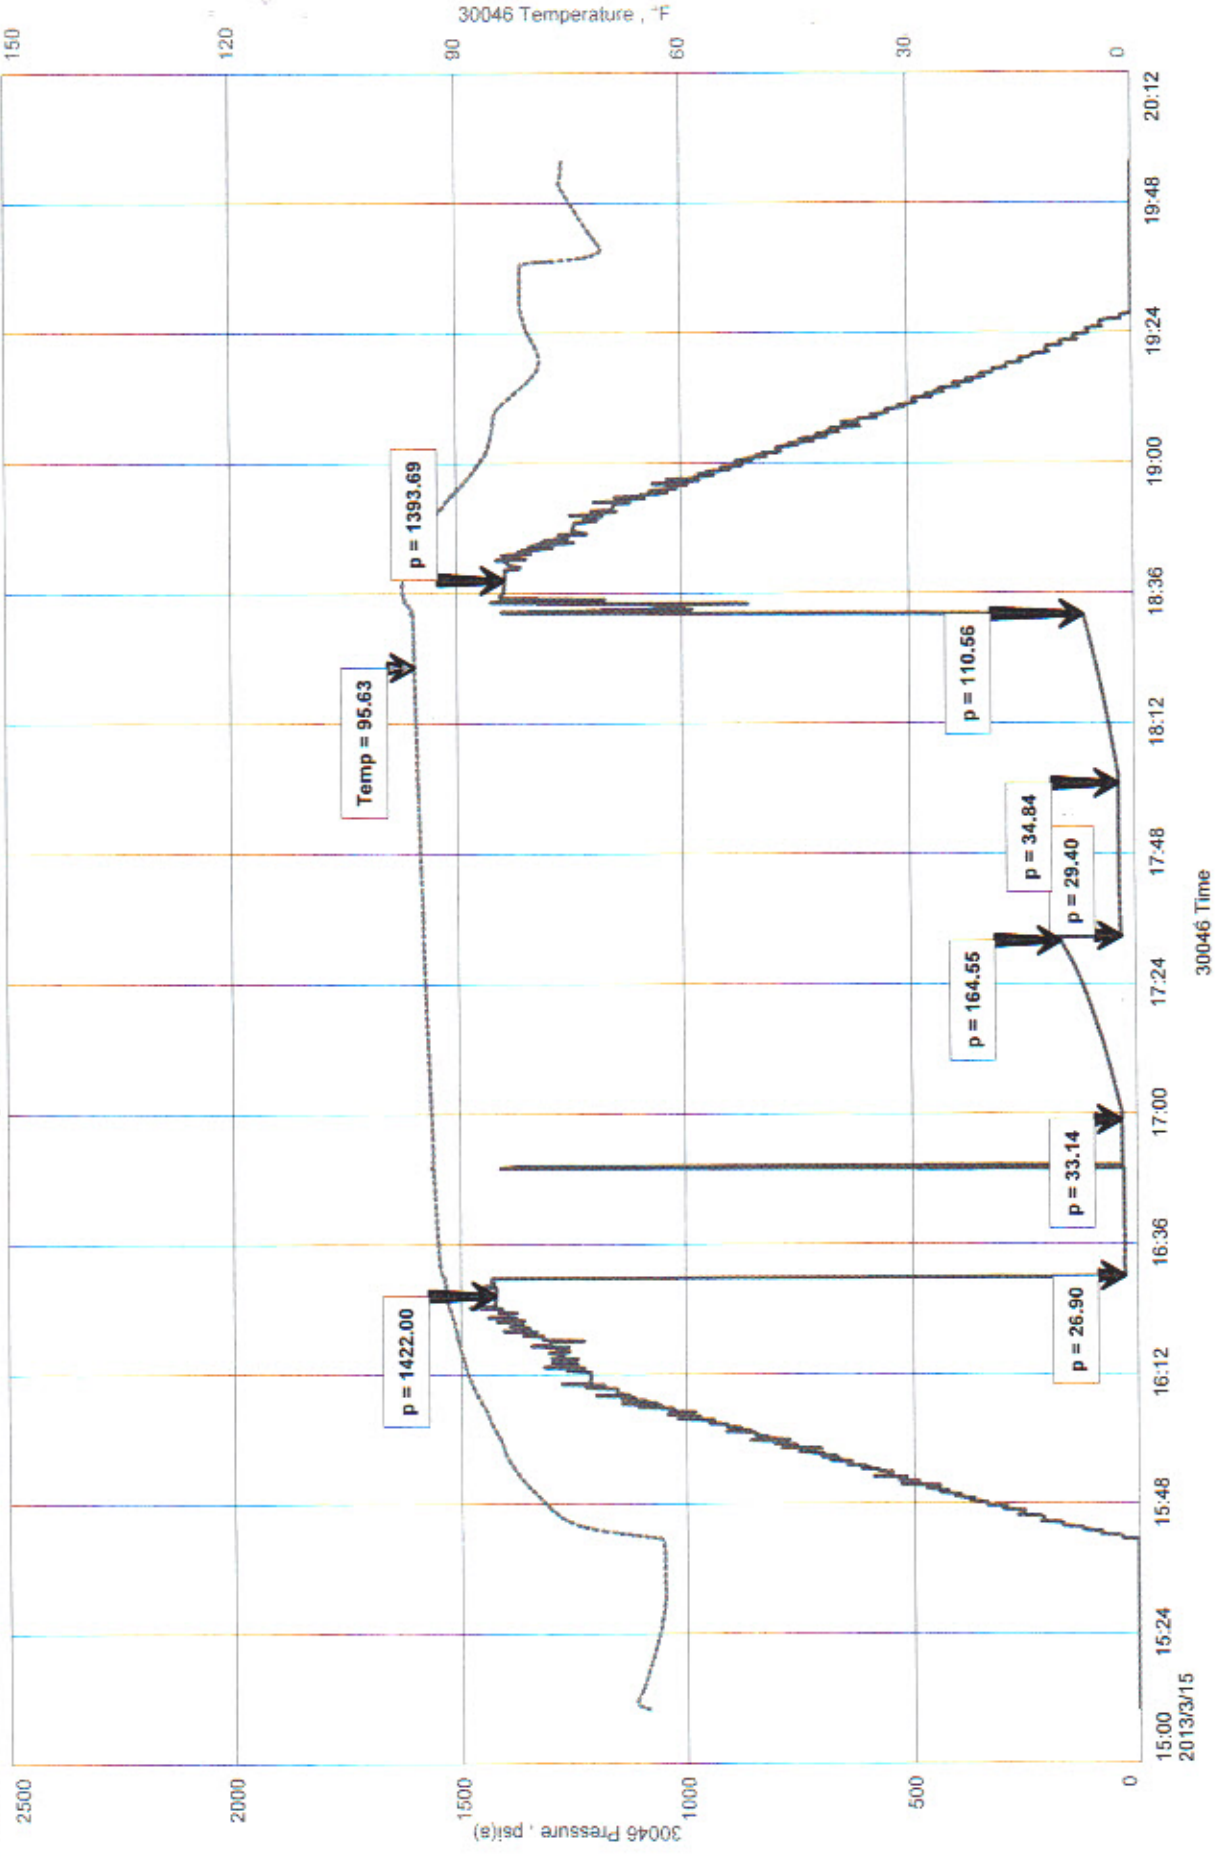 30046 Temperature , °F
150
120
90
60
30
0
2500
2000
1500
1000
500
0
30046 Pressure , psi(a)
p = 1422.00
p = 26.90
p = 33.14
p = 164.55
p = 29.40
p = 34.84
Temp = 95.63
p = 110.56
p = 1393.69
15:00
15:24
15:48
16:12
16:36
17:00
17:24
17:48
18:12
18:36
19:00
19:24
19:48
20:12
2013/3/15
30046 Time